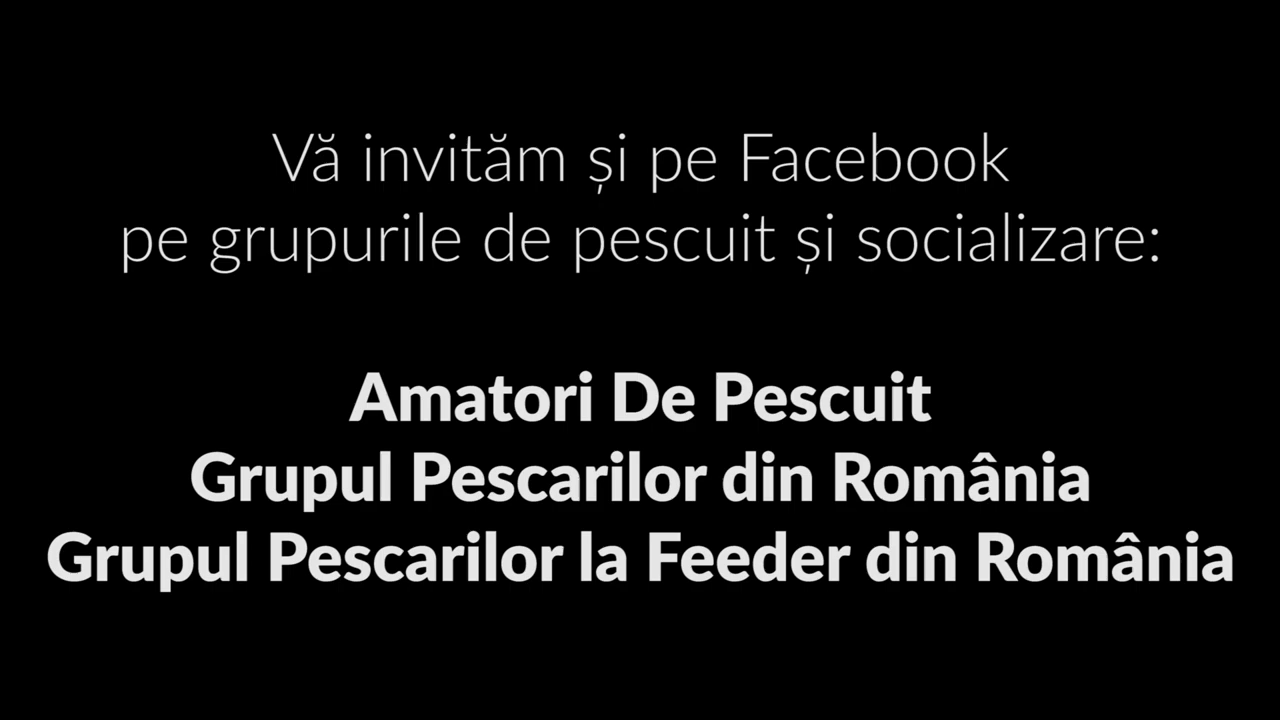 Vă invităm și pe Facebook
pe grupurile de pescuit și socializare:
Amatori De Pescuit
Grupul Pescarilor din România
Grupul Pescarilor la Feeder din România